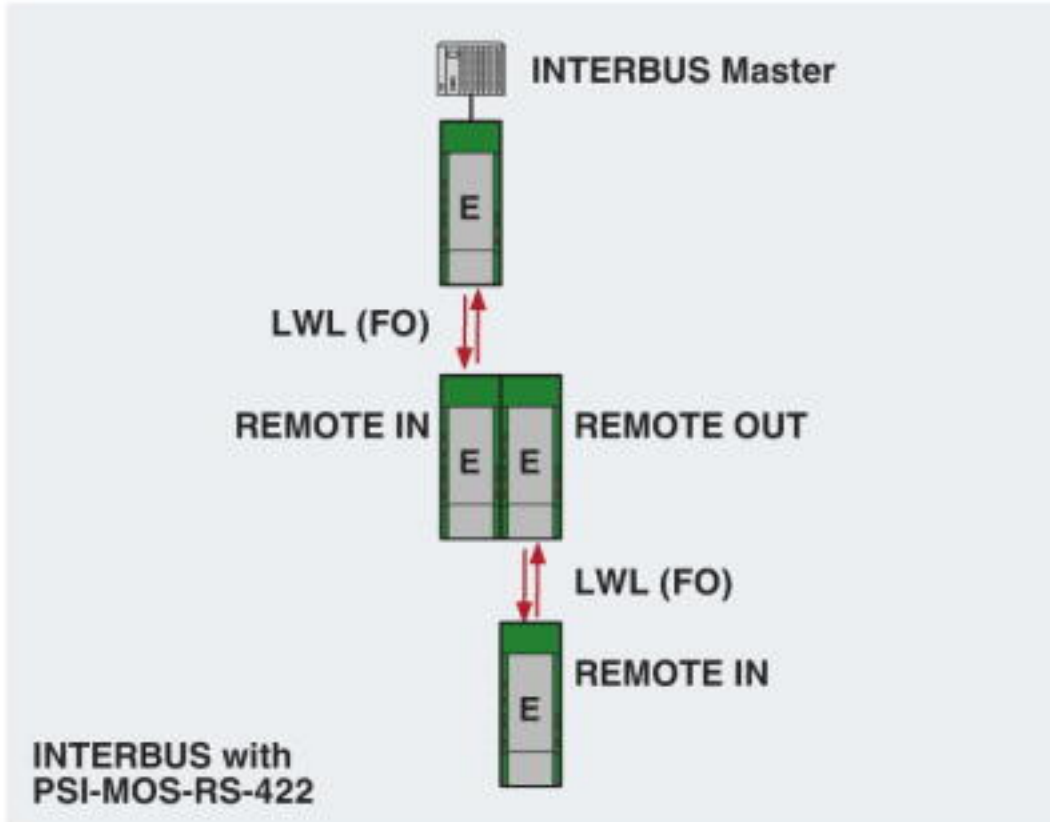 INTERBUS Master
E
LWL (FO)
REMOTE IN
REMOTE OUT
E
E
LWL (FO)
REMOTE IN
E
INTERBUS with
PSI-MOS-RS-422